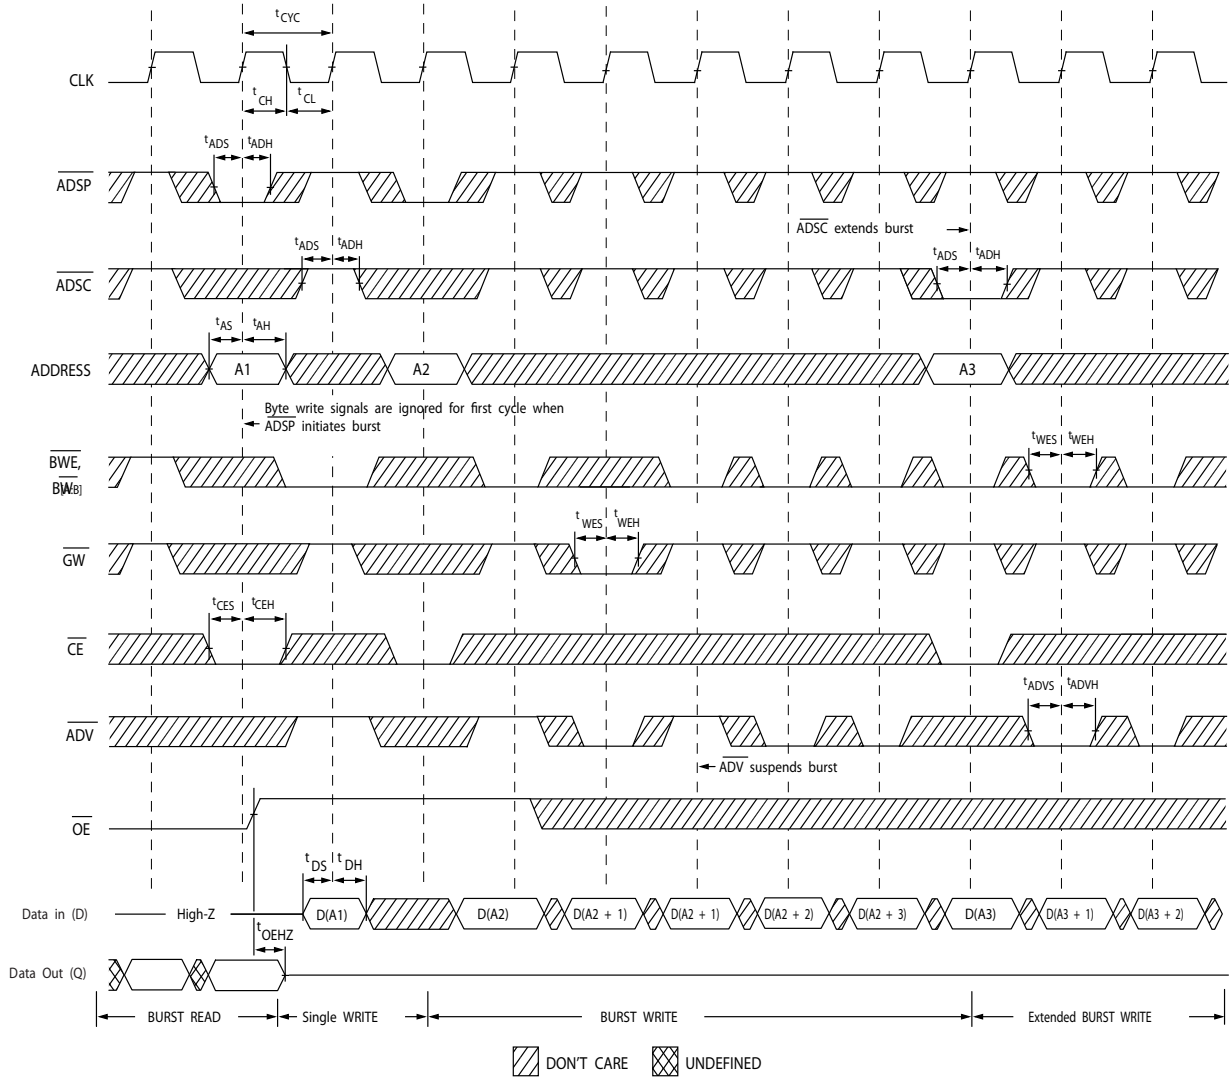 tCYC
CLK
tCH tCL
tADS tADH
ADSP
ADSC extends burst
tADS tADH tADS tADH
ADSC
tAS tAH
ADDRESS A1 A2 A3
Byte write signals are ignored for first cycle when
ADSP initiates burst
tWES tWEH
BWE,
BW[A:B]
tWES tWEH
GW
tCES tCEH
CE
tADVS tADVH
ADV
ADV suspends burst
OE
tDS tDH
Data in (D) High-Z D(A1) D(A2) D(A2 + 1) D(A2 + 1) D(A2 + 2) D(A2 + 3) D(A3) D(A3 + 1) D(A3 + 2)
tOEHZ
Data Out (Q)
BURST READ Single WRITE BURST WRITE Extended BURST WRITE
DON'T CARE UNDEFINED